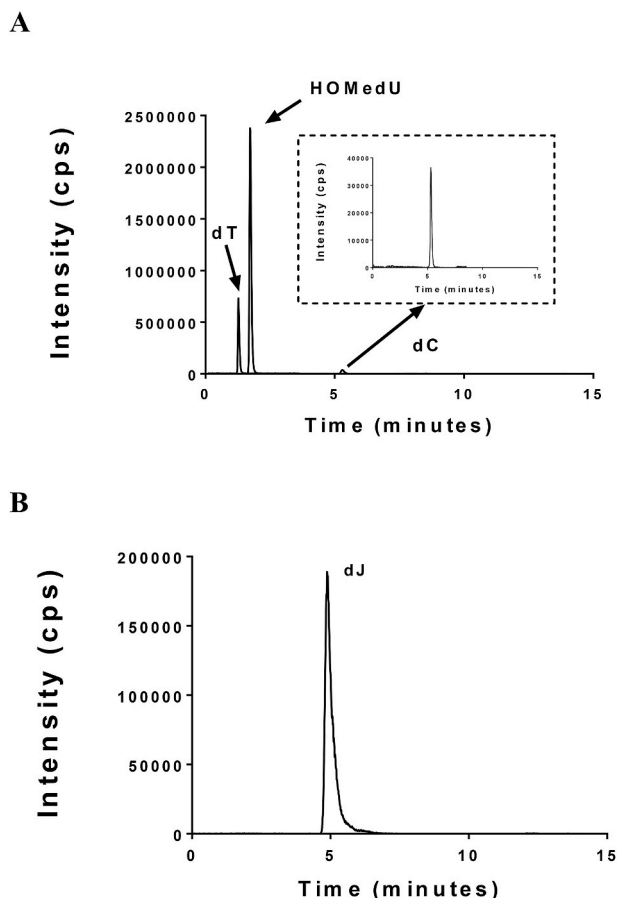 A
HOMedU
2500000
2000000
1500000
1000000
500000
0
Intensity (cps)
dT
40000
30000
20000
10000
0
Intensity (cps)
0 5 10 15
Time (minutes)
dC
0 5 10 15
Time (minutes)
B
200000
150000
100000
50000
0
Intensity (cps)
dJ
0 5 10 15
Time (minutes)